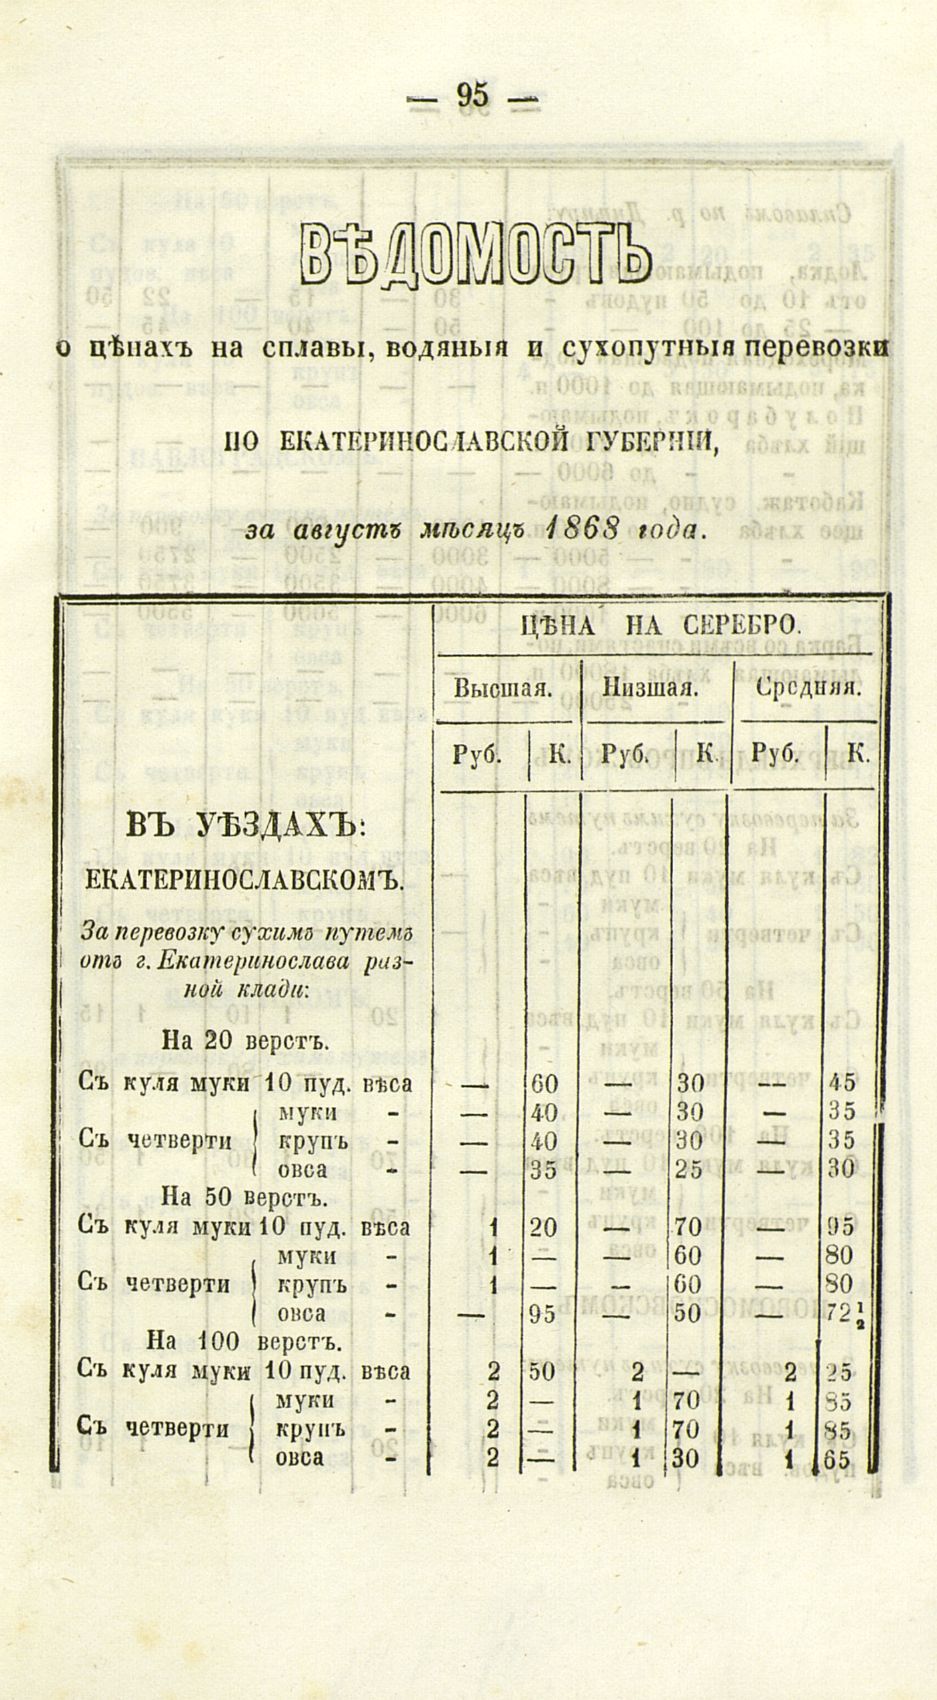 — 95 —
ВѢДОМОСТЬ
о цѣнахъ на сплавы, водяныя и сухопутныя перевозки
ПО ЕКАТЕРИНОСЛАВСКОЙ ГУБЕРНІИ,
за августъ мѣсяцъ 1868 года.
ЦѢНА НА СЕРЕБРО.
Высшая. Низшая. Средняя.
Руб. К. Руб. К. Руб. К.
ВЪ УѢЗДАХЪ:
ЕКАТЕРИНОСЛАВСКОМЪ.
За перевозку сухимъ путемъ
отъ г. Екатеринослава раз-
ной клади:
На 20 верстъ.
Съ куля муки 10 пуд. вѣса — 60 — 30 — 45
муки - — 40 — 30 — 35
Съ четверти крупъ - — 40 — 30 — 35
овса - — 35 — 25 — 30
На 50 верстъ.
Съ куля муки 10 пуд. вѣса 1 20 — 70 — 95
муки - 1 — — 60 — 80
Съ четверти крупъ - 1 — — 60 — 80
овса - — 95 — 50 — 72½
На 100 верстъ.
Съ куля муки 10 пуд. вѣса 2 50 2 — 2 25
муки - 2 — 1 70 1 85
Съ четверти крупъ - 2 — 1 70 1 85
овса - 2 — 1 30 1 65